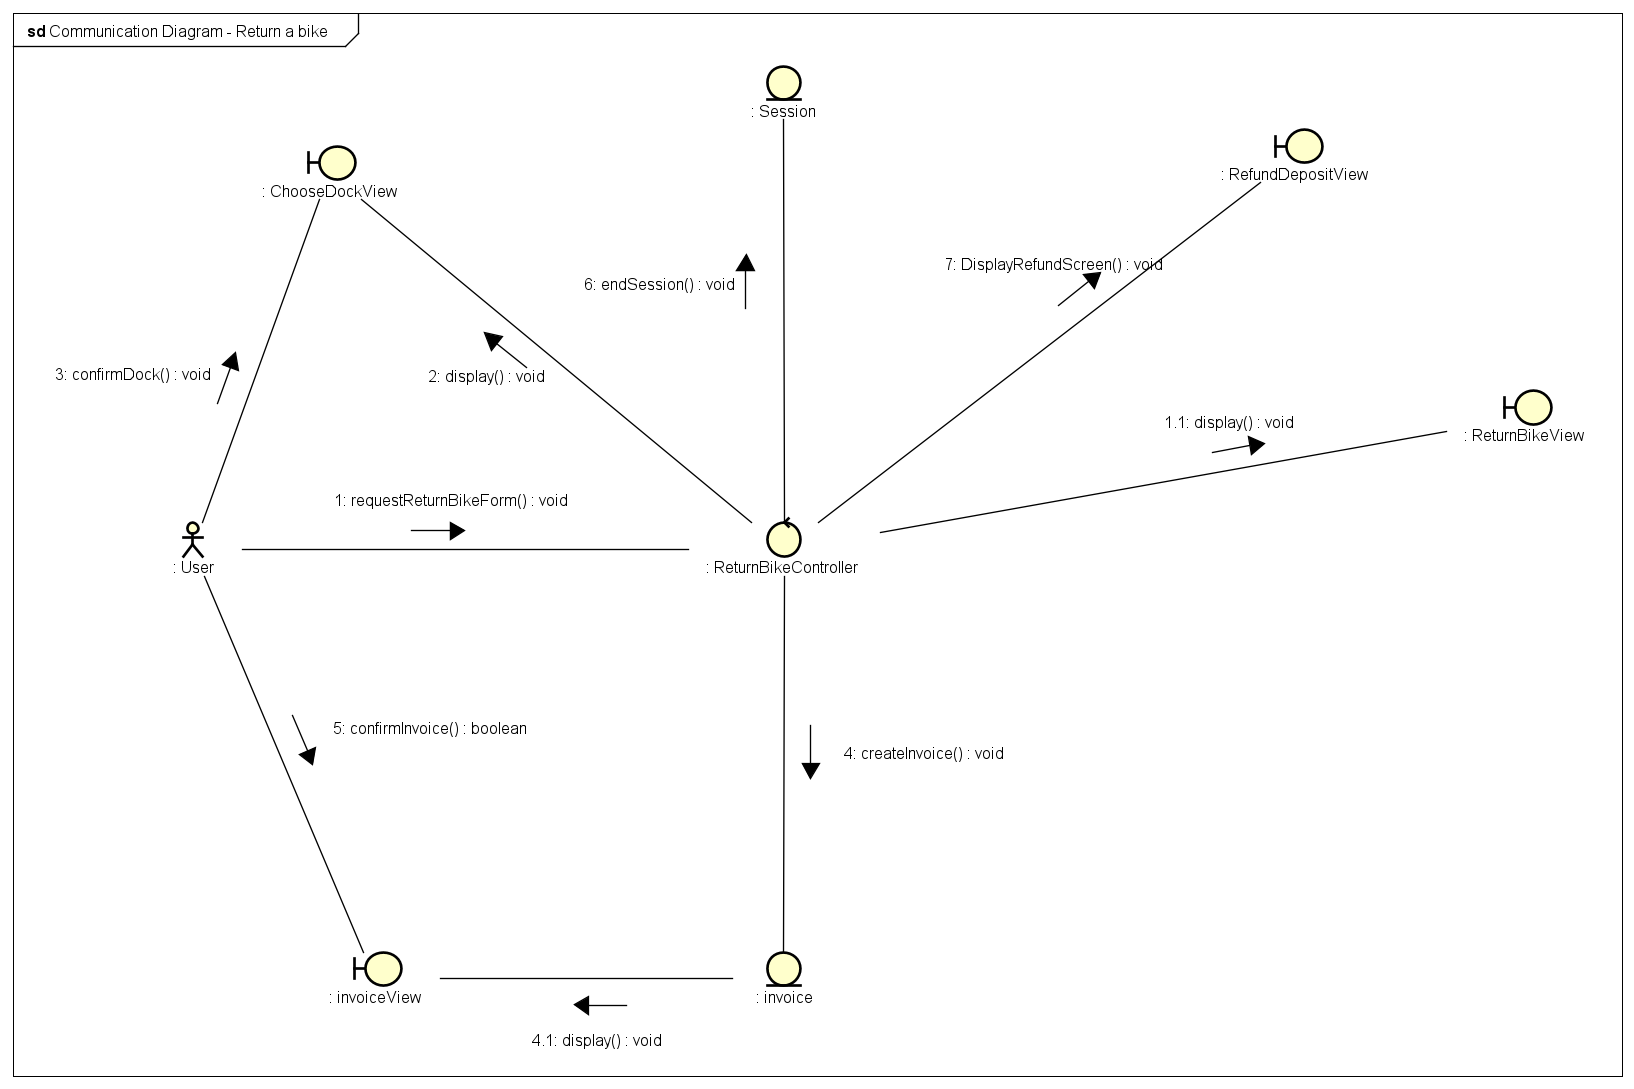 sd Communication Diagram - Return a bike
: Session
: ChooseDockView
: RefundDepositView
7: DisplayRefundScreen() : void
6: endSession() : void
3: confirmDock() : void
2: display() : void
1.1: display() : void
: ReturnBikeView
1: requestReturnBikeForm() : void
: User
: ReturnBikeController
5: confirmInvoice() : boolean
4: createInvoice() : void
: invoiceView
: invoice
4.1: display() : void